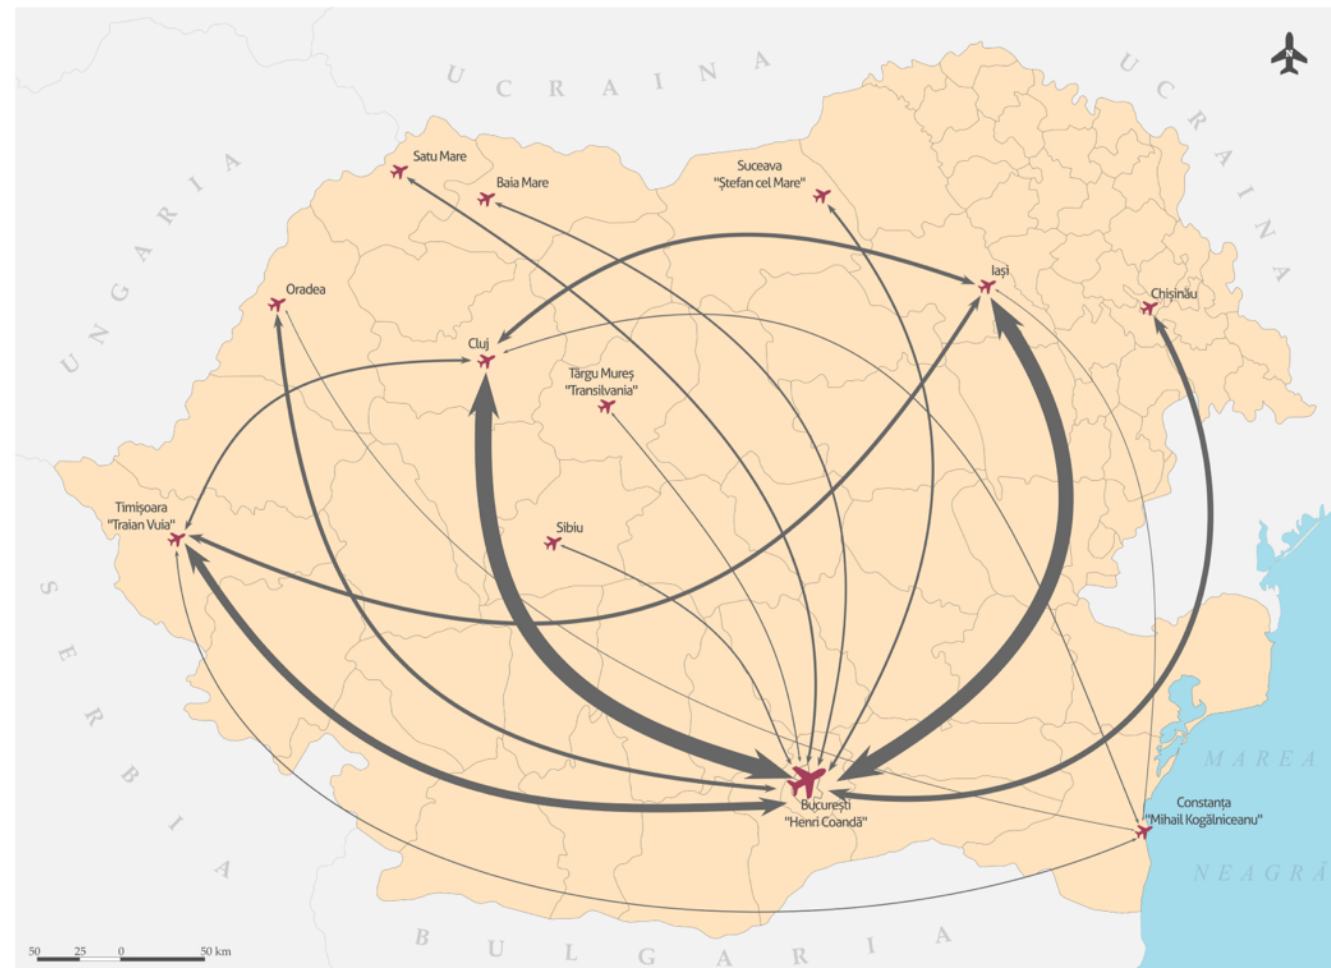 N
UCRAINA
UCRAINA
UNGARIA
SERBIA
BULGARIA
MAREA
NEAGRĂ
Satu Mare
Baia Mare
Suceava
"Ștefan cel Mare"
Iași
Chișinău
Oradea
Cluj
Târgu Mureș
"Transilvania"
Timișoara
"Traian Vuia"
Sibiu
București
"Henri Coandă"
Constanța
"Mihail Kogălniceanu"
50 25 0 50 km